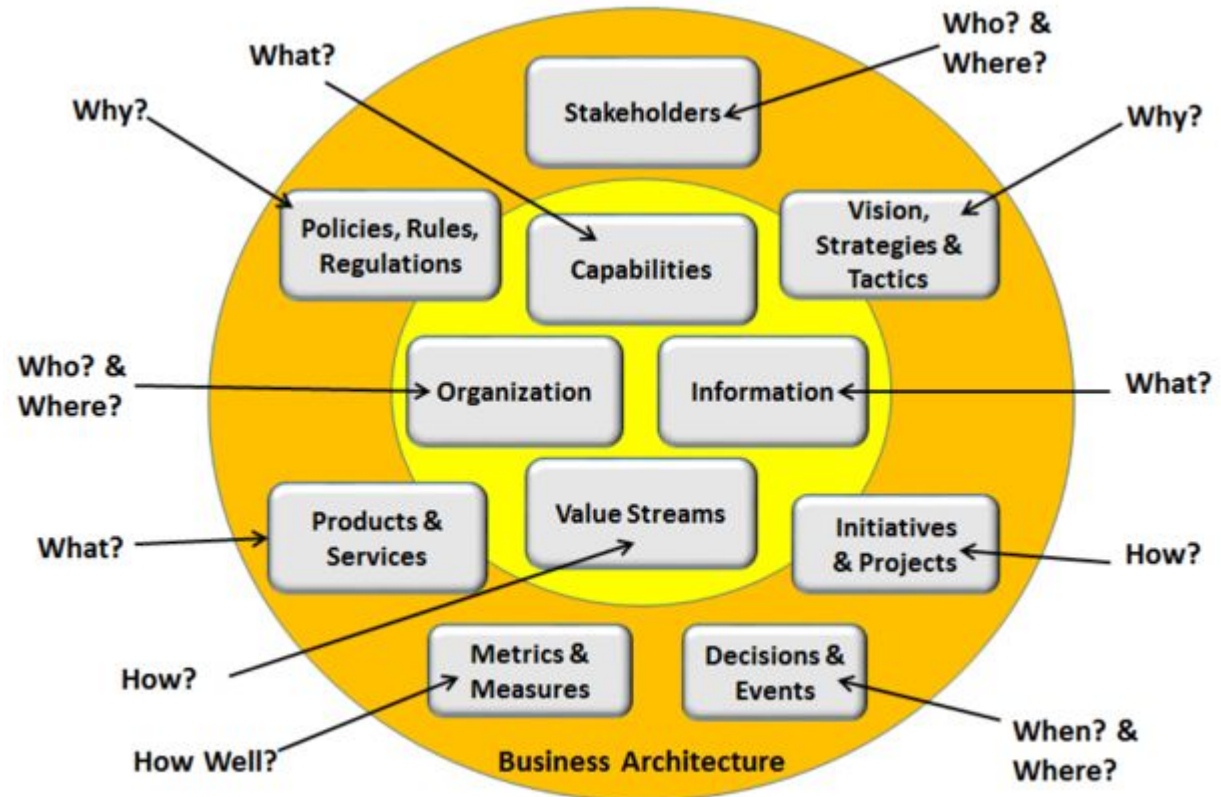 What?
Who? &
Where?
Why?
Stakeholders
Why?
Policies, Rules,
Regulations
Capabilities
Vision,
Strategies &
Tactics
Who? &
Where?
Organization
Information
What?
What?
Products &
Services
Value Streams
Initiatives
& Projects
How?
How?
Metrics &
Measures
Decisions &
Events
How Well?
Business Architecture
When? &
Where?